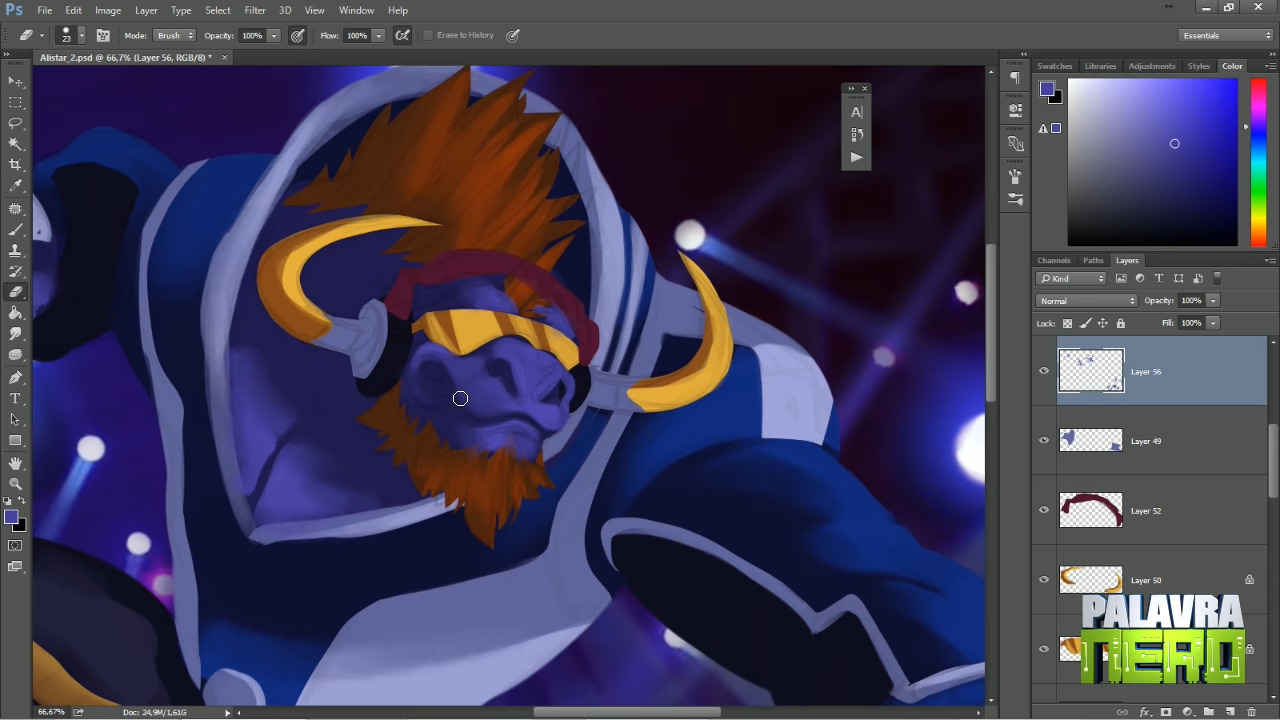 Ps File Edit Image Layer Type Select Filter 3D View Window Help
23 Mode: Brush Opacity: 100% Flow: 100% Erase to History Essentials
Alistar_2.psd @ 66,7% (Layer 56, RGB/8) *
Swatches Libraries Adjustments Styles Color
Channels Paths Layers
Kind
Normal Opacity: 100%
Lock: Fill: 100%
Layer 56
Layer 49
Layer 52
Layer 50
PALAVRA
NERD
66,67% Doc: 24,9M/1,61G
fx